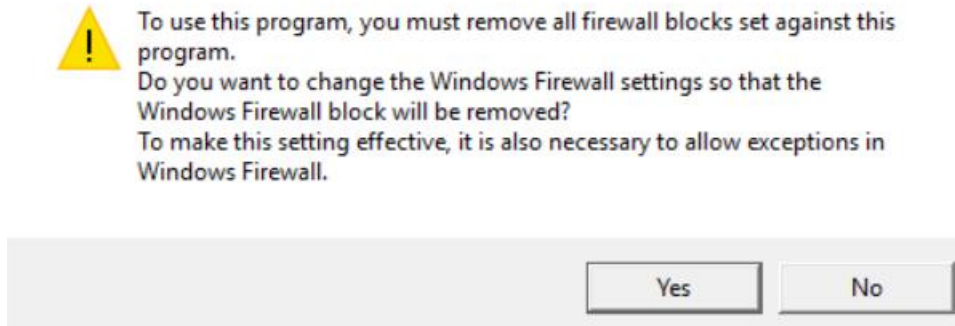 To use this program, you must remove all firewall blocks set against this
program.
Do you want to change the Windows Firewall settings so that the
Windows Firewall block will be removed?
To make this setting effective, it is also necessary to allow exceptions in
Windows Firewall.
Yes No